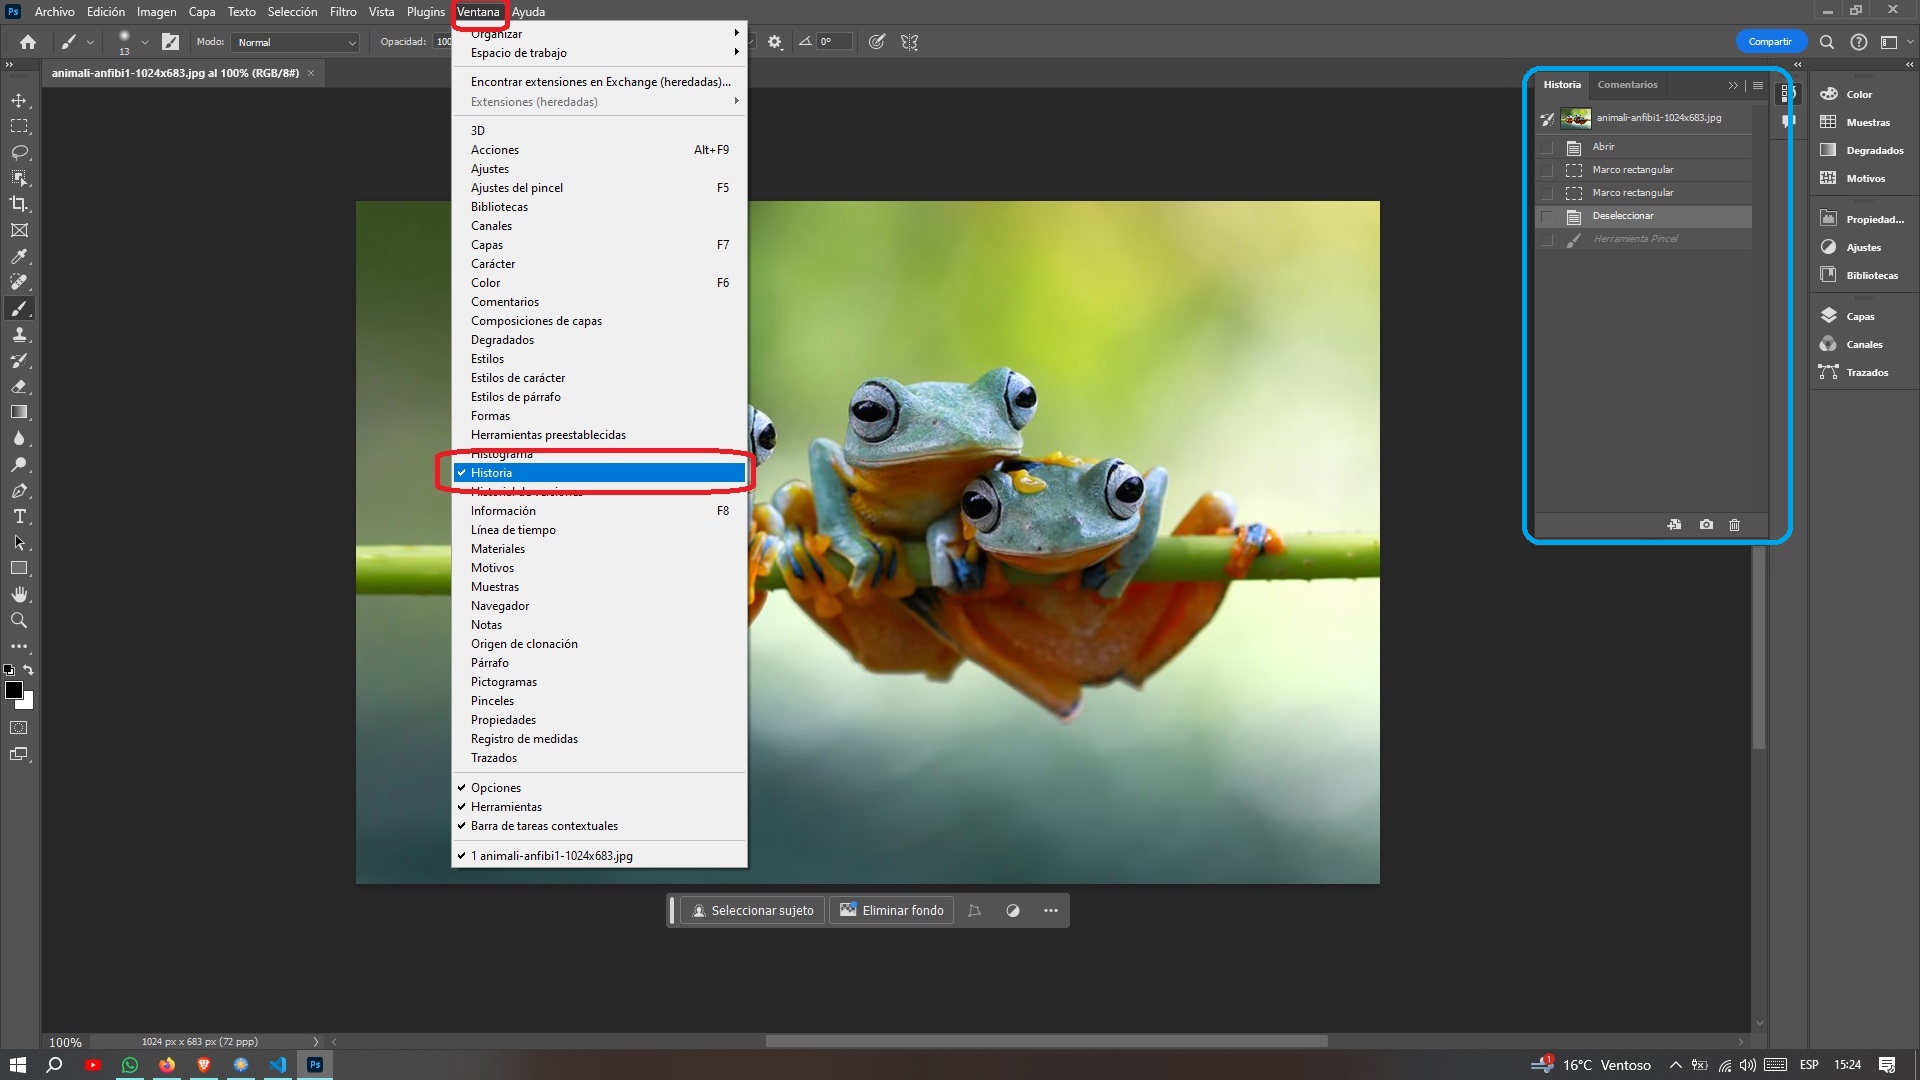 Ps Archivo Edición Imagen Capa Texto Selección Filtro Vista Plugins Ventana Ayuda
13 Modo: Normal Opacidad: 100 0° Compartir
animali-anfibi1-1024x683.jpg al 100% (RGB/8#) ×
Organizar
Espacio de trabajo
Encontrar extensiones en Exchange (heredadas)...
Extensiones (heredadas)
3D
Acciones Alt+F9
Ajustes
Ajustes del pincel F5
Bibliotecas
Canales
Capas F7
Carácter
Color F6
Comentarios
Composiciones de capas
Degradados
Estilos
Estilos de carácter
Estilos de párrafo
Formas
Herramientas preestablecidas
Histograma
Historia
Historial de versiones
Información F8
Línea de tiempo
Materiales
Motivos
Muestras
Navegador
Notas
Origen de clonación
Párrafo
Pictogramas
Pinceles
Propiedades
Registro de medidas
Trazados
Opciones
Herramientas
Barra de tareas contextuales
1 animali-anfibi1-1024x683.jpg
Historia Comentarios
animali-anfibi1-1024x683.jpg
Abrir
Marco rectangular
Marco rectangular
Deseleccionar
Herramienta Pincel
Color
Muestras
Degradados
Motivos
Propiedad...
Ajustes
Bibliotecas
Capas
Canales
Trazados
Seleccionar sujeto Eliminar fondo
100% 1024 px x 683 px (72 ppp)
Ps 1 16°C Ventoso ESP 15:24